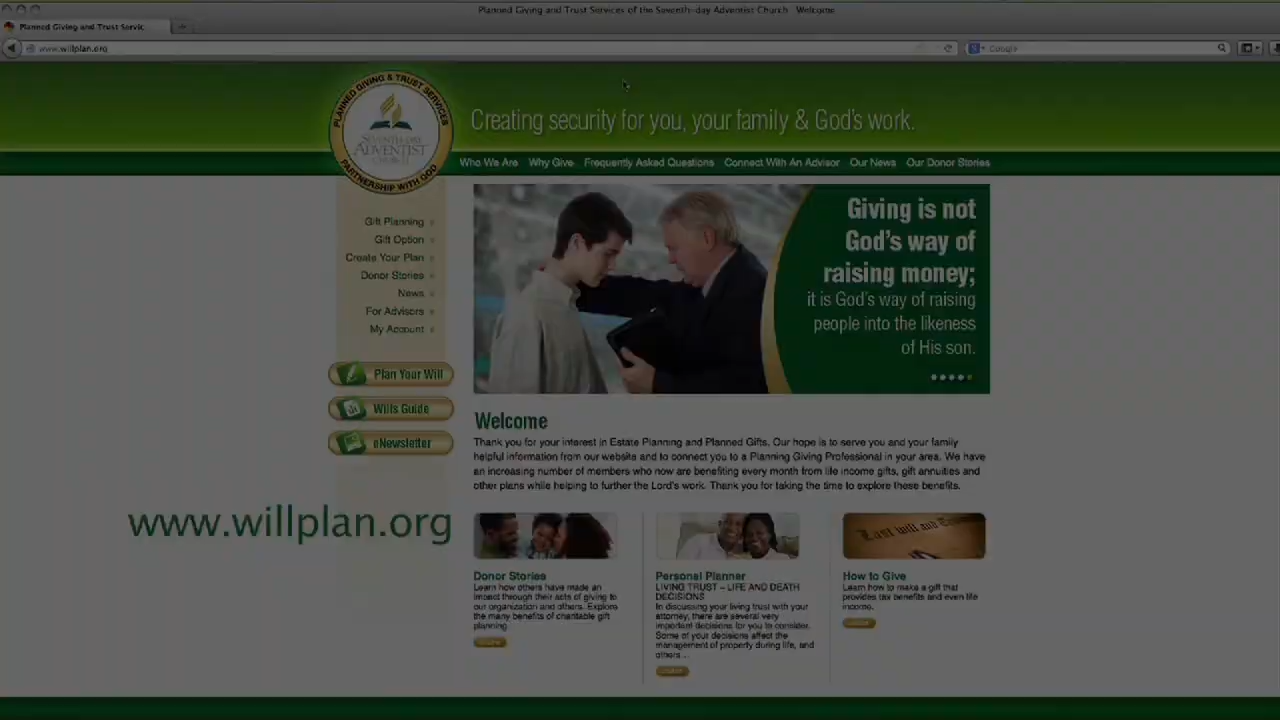 Planned Giving and Trust Services of the Seventh-day Adventist Church - Welcome
Planned Giving and Trust Servic
www.willplan.org
Google
PLANNED GIVING & TRUST SERVICES
SEVENTH-DAY
ADVENTIST
CHURCH
PARTNERSHIP WITH GOD
Creating security for you, your family & God's work.
Who We Are Why Give Frequently Asked Questions Connect With An Advisor Our News Our Donor Stories
Gift Planning
Gift Option
Create Your Plan
Donor Stories
News
For Advisors
My Account
Plan Your Will
Wills Guide
eNewsletter
Giving is not
God's way of
raising money;
it is God's way of raising
people into the likeness
of His son.
Welcome
Thank you for your interest in Estate Planning and Planned Gifts. Our hope is to serve you and your family
helpful information from our website and to connect you to a Planning Giving Professional in your area. We have
an increasing number of members who now are benefiting every month from life income gifts, gift annuities and
other plans while helping to further the Lord's work. Thank you for taking the time to explore these benefits.
www.willplan.org
Donor Stories
Learn how others have made an
impact through their acts of giving to
our organization and others. Explore
the many benefits of charitable gift
planning.
Personal Planner
LIVING TRUST – LIFE AND DEATH
DECISIONS
In discussing your living trust with your
attorney, there are several very
important decisions for you to consider.
Some of your decisions affect the
management of property during life, and
others ...
Last will and
How to Give
Learn how to make a gift that
provides tax benefits and even life
income.